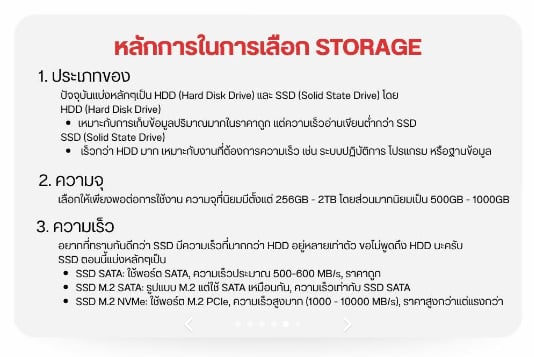 หลักการในการเลือก STORAGE
1. ประเภทของ
ปัจจุบันแบ่งหลักๆเป็น HDD (Hard Disk Drive) และ SSD (Solid State Drive) โดย
HDD (Hard Disk Drive)
• เหมาะกับการเก็บข้อมูลปริมาณมากในราคาถูก แต่ความเร็วอ่านเขียนต่ำกว่า SSD
SSD (Solid State Drive)
• เร็วกว่า HDD มาก เหมาะกับงานที่ต้องการความเร็ว เช่น ระบบปฏิบัติการ โปรแกรม หรือฐานข้อมูล
2. ความจุ
เลือกให้เพียงพอต่อการใช้งาน ความจุที่นิยมมีตั้งแต่ 256GB - 2TB โดยส่วนมากนิยมเป็น 500GB - 1000GB
3. ความเร็ว
อยากที่ทราบกันดีกว่า SSD มีความเร็วที่มากกว่า HDD อยู่หลายเท่าตัว ขอไม่พูดถึง HDD นะครับ
SSD ตอนนี้แบ่งหลักๆเป็น
• SSD SATA: ใช้พอร์ต SATA, ความเร็วประมาณ 500-600 MB/s, ราคาถูก
• SSD M.2 SATA: รูปแบบ M.2 แต่ใช้ SATA เหมือนกัน, ความเร็วเท่ากับ SSD SATA
• SSD M.2 NVMe: ใช้พอร์ต M.2 PCIe, ความเร็วสูงมาก (1000 - 10000 MB/s), ราคาสูงกว่าแต่แรงกว่า